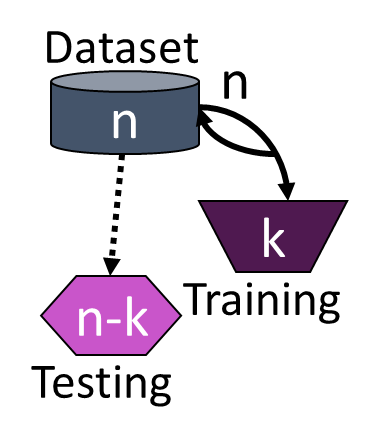 Dataset
n
n
k
Training
n-k
Testing